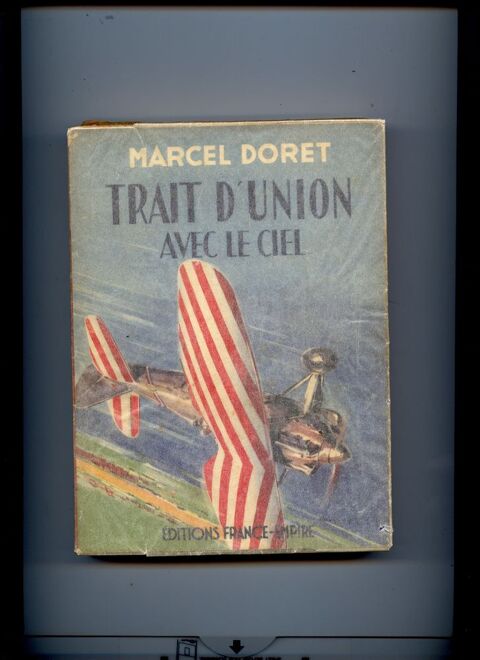 MARCEL DORET
TRAIT D'UNION
AVEC LE CIEL
EDITIONS FRANCE-EMPIRE